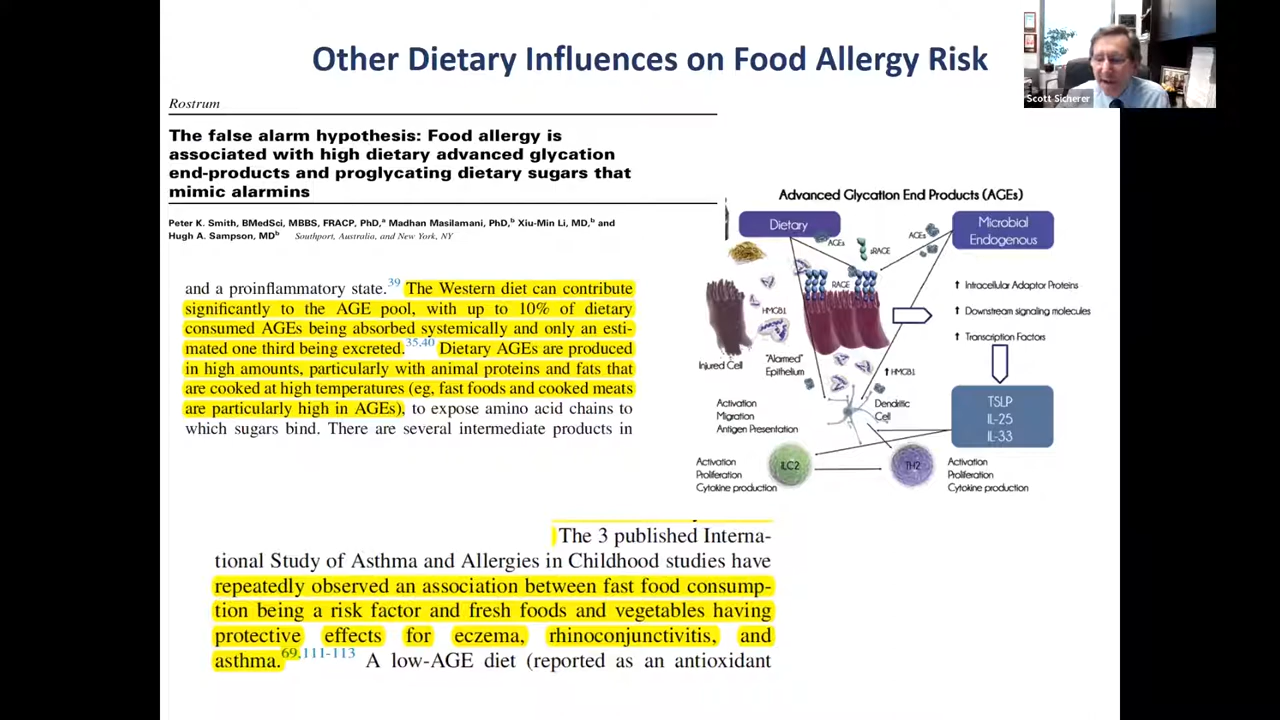 Other Dietary Influences on Food Allergy Risk
Scott Sicherer
Rostrum
The false alarm hypothesis: Food allergy is
associated with high dietary advanced glycation
end-products and proglycating dietary sugars that
mimic alarmins
Peter K. Smith, BMedSci, MBBS, FRACP, PhD,a Madhan Masilamani, PhD,b Xiu-Min Li, MD,b and
Hugh A. Sampson, MDb Southport, Australia, and New York, NY
and a proinflammatory state.39 The Western diet can contribute
significantly to the AGE pool, with up to 10% of dietary
consumed AGEs being absorbed systemically and only an esti-
mated one third being excreted.35,40 Dietary AGEs are produced
in high amounts, particularly with animal proteins and fats that
are cooked at high temperatures (eg, fast foods and cooked meats
are particularly high in AGEs), to expose amino acid chains to
which sugars bind. There are several intermediate products in
Advanced Glycation End Products (AGEs)
Dietary
Microbial
Endogenous
AGEs
sRAGE
AGEs
RAGE
HMGB1
Injured Cell
"Alarmed"
Epithelium
↑ HMGB1
↑ Intracellular Adaptor Proteins
↑ Downstream signaling molecules
↑ Transcription Factors
TSLP
IL-25
IL-33
Activation
Migration
Antigen Presentation
Dendritic
Cell
Activation
Proliferation
Cytokine production
ILC2
TH2
Activation
Proliferation
Cytokine production
The 3 published Interna-
tional Study of Asthma and Allergies in Childhood studies have
repeatedly observed an association between fast food consump-
tion being a risk factor and fresh foods and vegetables having
protective effects for eczema, rhinoconjunctivitis, and
asthma.69,111-113 A low-AGE diet (reported as an antioxidant